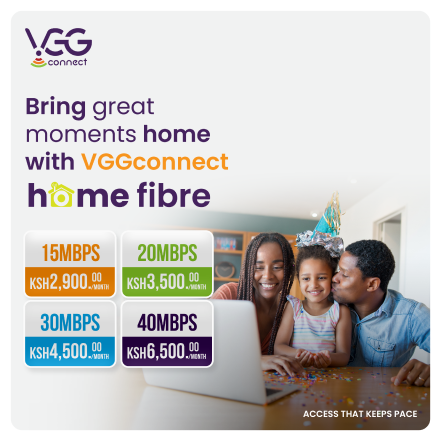 VGG
connect
Bring great
moments home
with VGGconnect
home fibre
15MBPS
KSH2,900.00/MONTH
20MBPS
KSH3,500.00/MONTH
30MBPS
KSH4,500.00/MONTH
40MBPS
KSH6,500.00/MONTH
ACCESS THAT KEEPS PACE